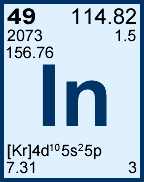 49 114.82
2073 1.5
156.76
In
[Kr]4d¹⁰5s²5p
7.31 3